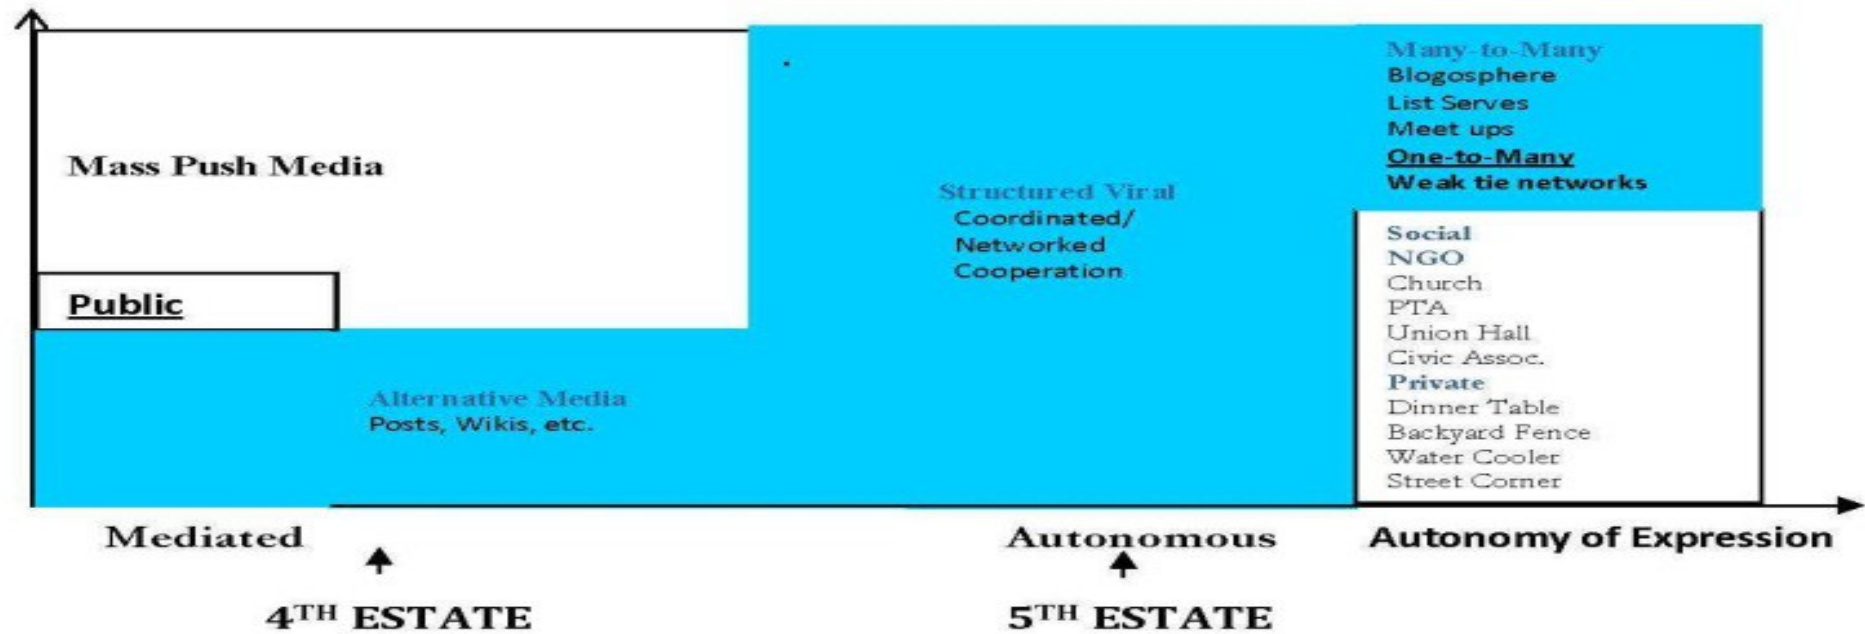 Mass Push Media
Public
Alternative Media
Posts, Wikis, etc.
Structured Viral
Coordinated/
Networked
Cooperation
Many-to-Many
Blogosphere
List Serves
Meet ups
One-to-Many
Weak tie networks
Social
NGO
Church
PTA
Union Hall
Civic Assoc.
Private
Dinner Table
Backyard Fence
Water Cooler
Street Corner
Mediated
Autonomous
Autonomy of Expression
4TH ESTATE
5TH ESTATE